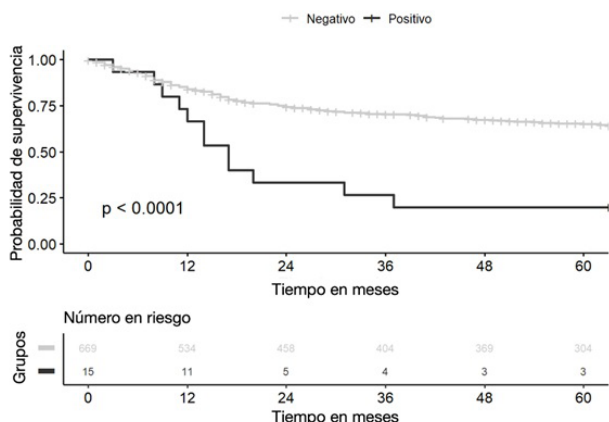 Negativo Positivo
Probabilidad de supervivencia
1.00
0.75
0.50
0.25
0.00
p < 0.0001
0 12 24 36 48 60
Tiempo en meses
Número en riesgo
Grupos
669 534 458 404 369 304
15 11 5 4 3 3
0 12 24 36 48 60
Tiempo en meses